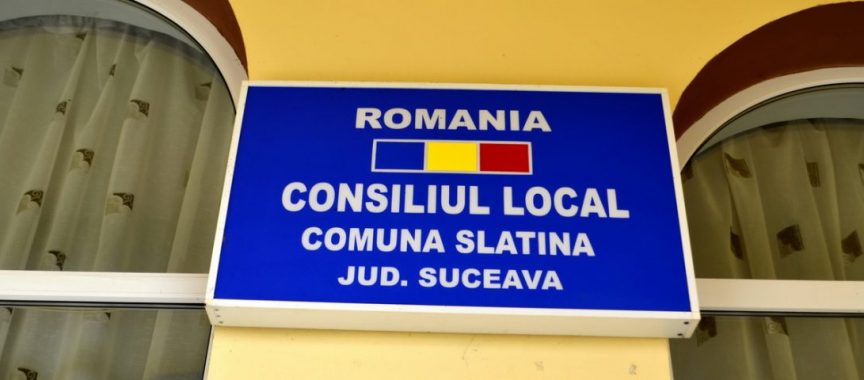 ROMANIA
CONSILIUL LOCAL
COMUNA SLATINA
JUD. SUCEAVA